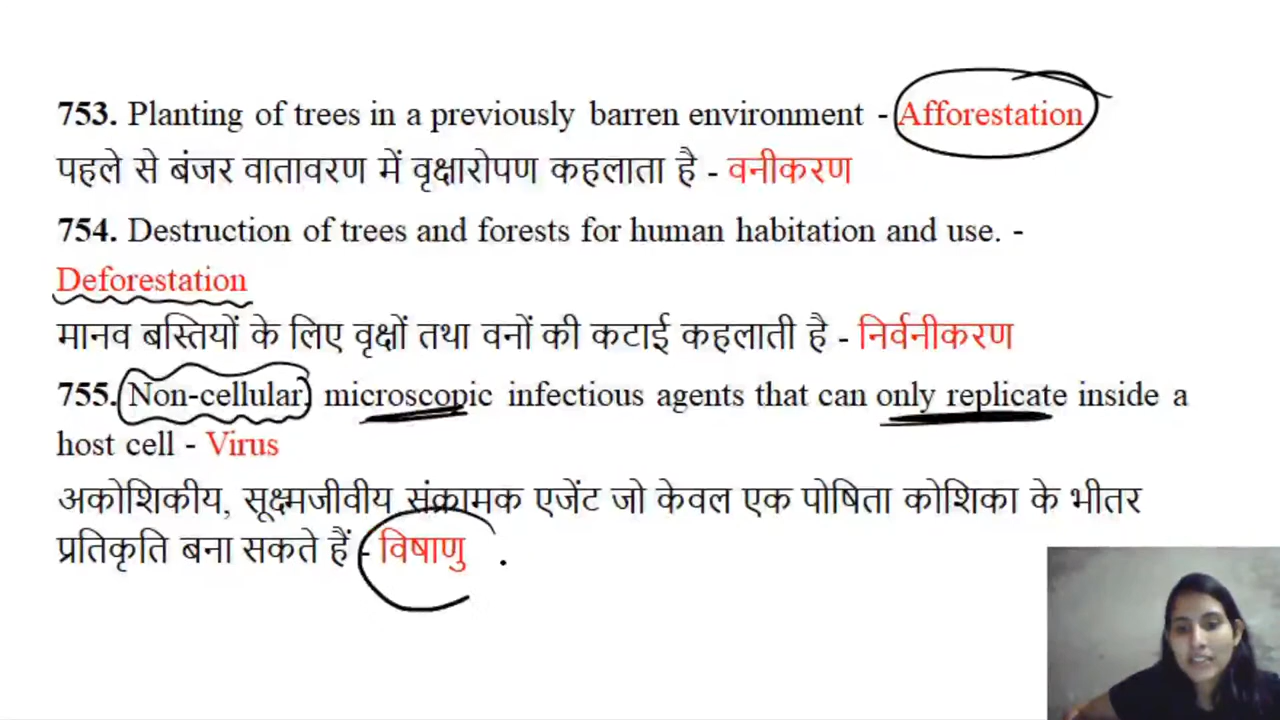 753. Planting of trees in a previously barren environment - Afforestation
पहले से बंजर वातावरण में वृक्षारोपण कहलाता है - वनीकरण
754. Destruction of trees and forests for human habitation and use. -
Deforestation
मानव बस्तियों के लिए वृक्षों तथा वनों की कटाई कहलाती है - निर्वनीकरण
755. Non-cellular, microscopic infectious agents that can only replicate inside a
host cell - Virus
अकोशिकीय, सूक्ष्मजीवीय संक्रामक एजेंट जो केवल एक पोषिता कोशिका के भीतर
प्रतिकृति बना सकते हैं - विषाणु